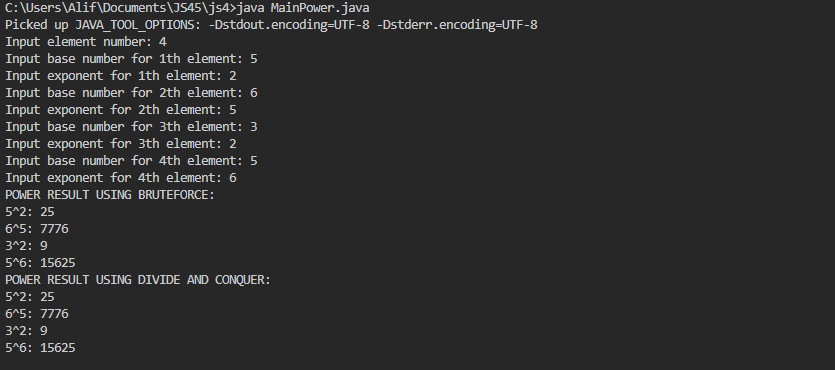 C:\Users\Alif\Documents\JS45\js4>java MainPower.java
Picked up JAVA_TOOL_OPTIONS: -Dstdout.encoding=UTF-8 -Dstderr.encoding=UTF-8
Input element number: 4
Input base number for 1th element: 5
Input exponent for 1th element: 2
Input base number for 2th element: 6
Input exponent for 2th element: 5
Input base number for 3th element: 3
Input exponent for 3th element: 2
Input base number for 4th element: 5
Input exponent for 4th element: 6
POWER RESULT USING BRUTEFORCE:
5^2: 25
6^5: 7776
3^2: 9
5^6: 15625
POWER RESULT USING DIVIDE AND CONQUER:
5^2: 25
6^5: 7776
3^2: 9
5^6: 15625